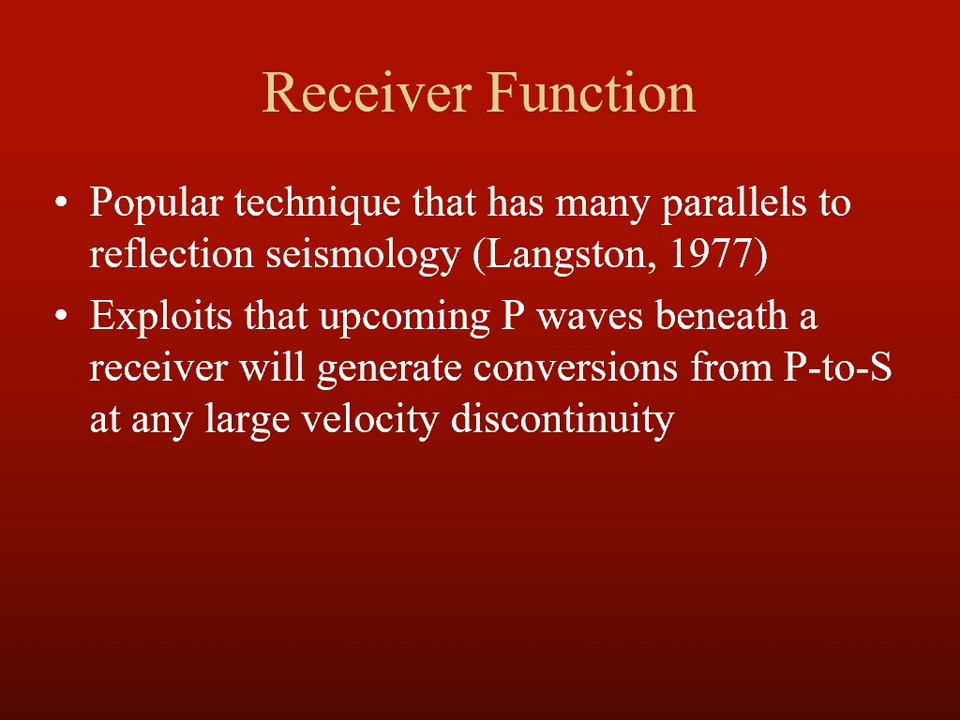 Receiver Function
• Popular technique that has many parallels to
reflection seismology (Langston, 1977)
• Exploits that upcoming P waves beneath a
receiver will generate conversions from P-to-S
at any large velocity discontinuity